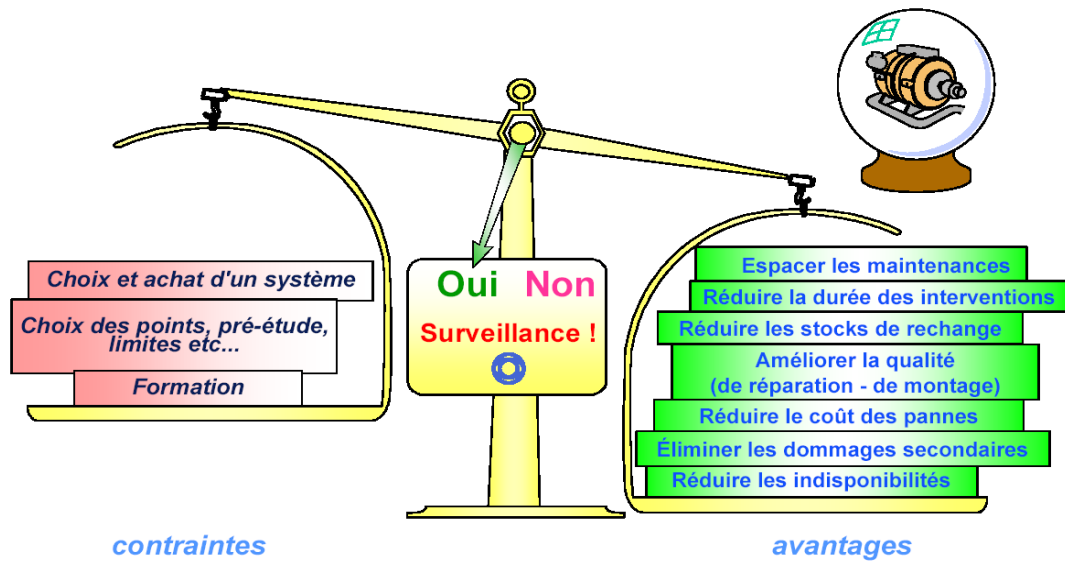 Choix et achat d'un système
Choix des points, pré-étude,
limites etc...
Formation
Oui Non
Surveillance !
Espacer les maintenances
Réduire la durée des interventions
Réduire les stocks de rechange
Améliorer la qualité
(de réparation - de montage)
Réduire le coût des pannes
Éliminer les dommages secondaires
Réduire les indisponibilités
contraintes
avantages